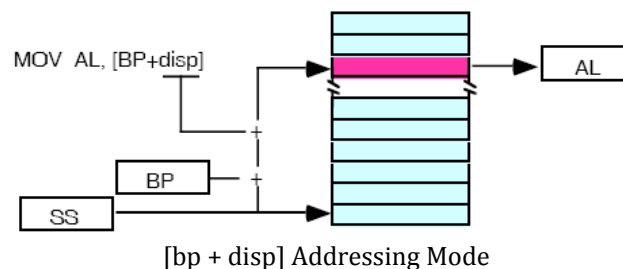 MOV AL, [BP+disp]
AL
+
BP
+
SS
[bp + disp] Addressing Mode